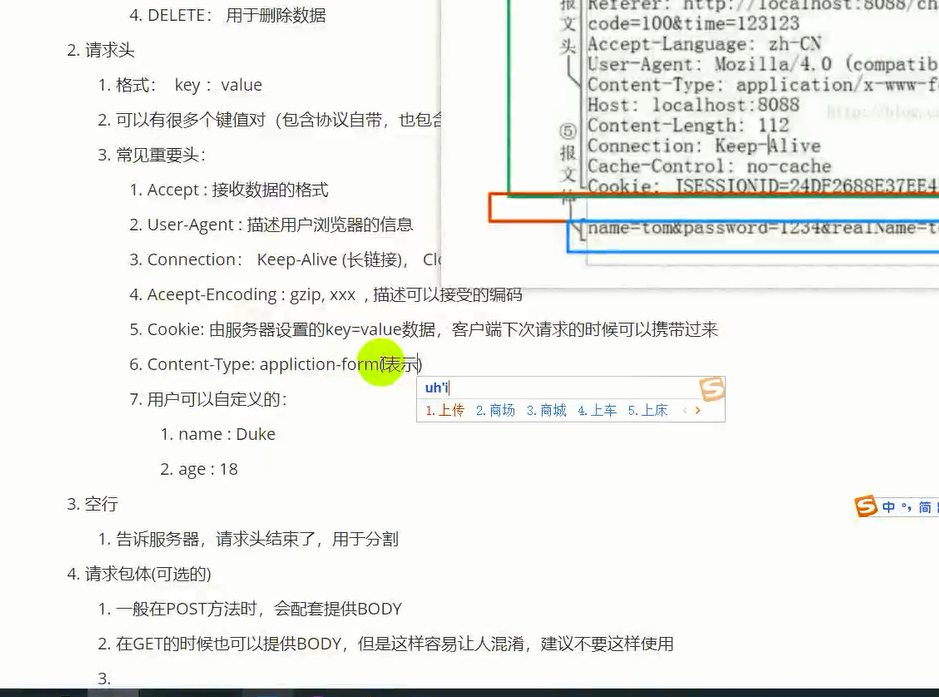 4. DELETE： 用于删除数据
2. 请求头
1. 格式： key ：value
2. 可以有很多个键值对（包含协议自带，也包含
3. 常见重要头：
1. Accept : 接收数据的格式
2. User-Agent : 描述用户浏览器的信息
3. Connection： Keep-Alive (长链接)，
4. Aceept-Encoding : gzip, xxx ，描述可以接受的编码
5. Cookie: 由服务器设置的key=value数据，客户端下次请求的时候可以携带过来
6. Content-Type: appliction-form(表示)
7. 用户可以自定义的：
1. name : Duke
2. age : 18
3. 空行
1. 告诉服务器，请求头结束了，用于分割
4. 请求包体(可选的)
1. 一般在POST方法时，会配套提供BODY
2. 在GET的时候也可以提供BODY，但是这样容易让人混淆，建议不要这样使用
3.
报文头
Referer: http://localhost:8088/ch
code=100&time=123123
Accept-Language: zh-CN
User-Agent: Mozilla/4.0 (compatib
Content-Type: application/x-www-f
Host: localhost:8088
Content-Length: 112
Connection: Keep-Alive
Cache-Control: no-cache
Cookie: JSESSIONID=24DF2688E37EE4
⑤报文体
name=tom&password=1234&realName=t
uh'i
1.上传 2.商场 3.商城 4.上车 5.上床
中 °, 简